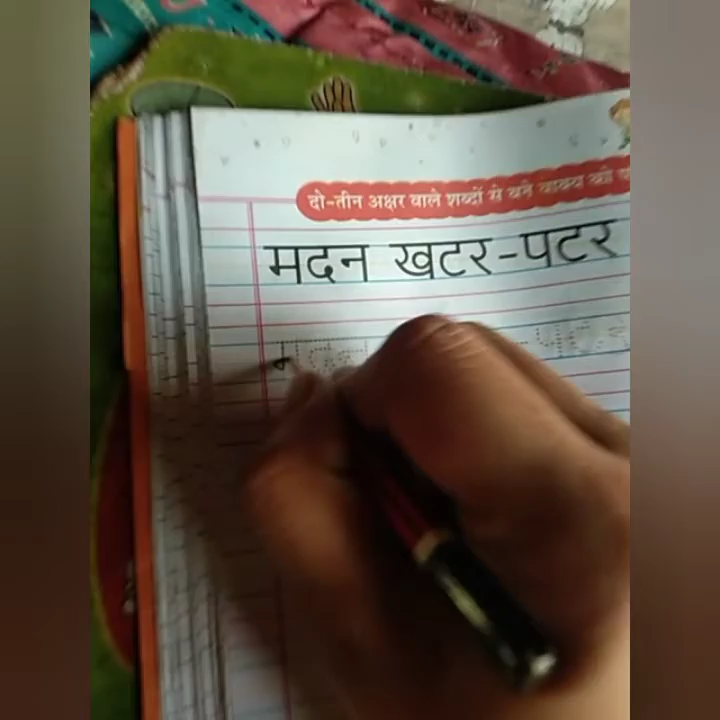 दो-तीन अक्षर वाले शब्दों से बने वाक्य को
मदन खटर-पटर